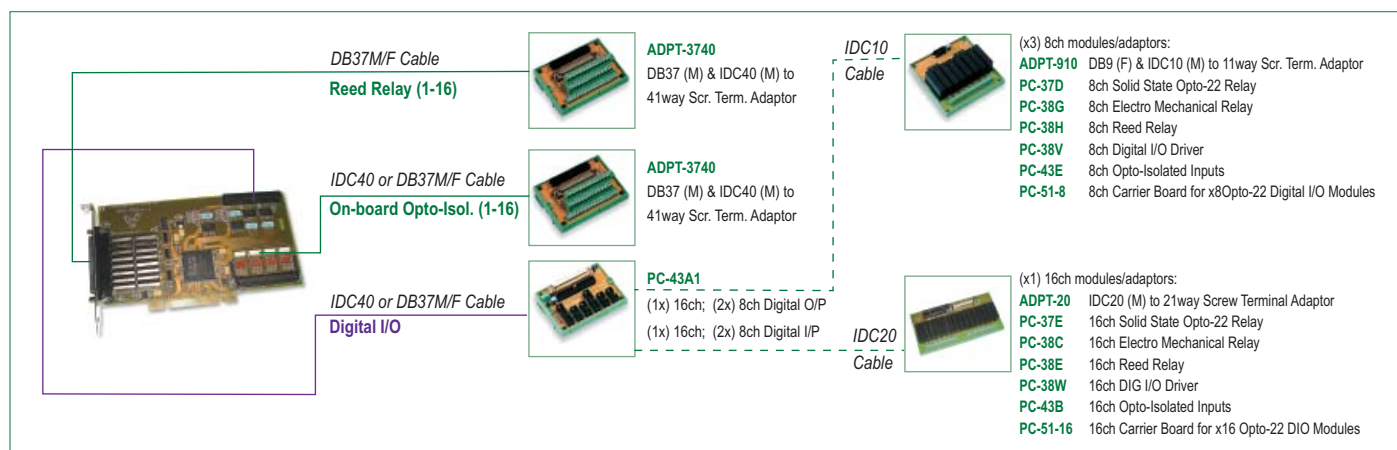 DB37M/F Cable
Reed Relay (1-16)
ADPT-3740
DB37 (M) & IDC40 (M) to
41way Scr. Term. Adaptor
IDC40 or DB37M/F Cable
On-board Opto-Isol. (1-16)
ADPT-3740
DB37 (M) & IDC40 (M) to
41way Scr. Term. Adaptor
IDC40 or DB37M/F Cable
Digital I/O
PC-43A1
(1x) 16ch; (2x) 8ch Digital O/P
(1x) 16ch; (2x) 8ch Digital I/P
IDC10
Cable
(x3) 8ch modules/adaptors:
ADPT-910 DB9 (F) & IDC10 (M) to 11way Scr. Term. Adaptor
PC-37D 8ch Solid State Opto-22 Relay
PC-38G 8ch Electro Mechanical Relay
PC-38H 8ch Reed Relay
PC-38V 8ch Digital I/O Driver
PC-43E 8ch Opto-Isolated Inputs
PC-51-8 8ch Carrier Board for x8Opto-22 Digital I/O Modules
IDC20
Cable
(x1) 16ch modules/adaptors:
ADPT-20 IDC20 (M) to 21way Screw Terminal Adaptor
PC-37E 16ch Solid State Opto-22 Relay
PC-38C 16ch Electro Mechanical Relay
PC-38E 16ch Reed Relay
PC-38W 16ch DIG I/O Driver
PC-43B 16ch Opto-Isolated Inputs
PC-51-16 16ch Carrier Board for x16 Opto-22 DIO Modules